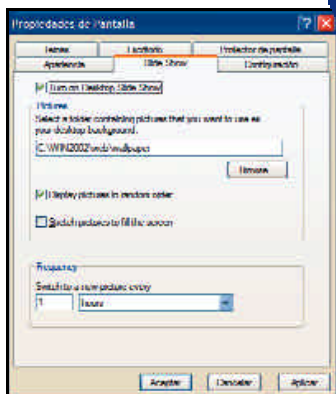 Propiedades de Pantalla
Temas Escritorio Protector de pantalla
Apariencia Slide Show Configuración
Turn on Desktop Slide Show
Pictures
Select a folder containing pictures that you want to use as
your desktop background.
C:\WIN2002\web\wallpaper
Browse
Display pictures in random order
Stretch pictures to fill the screen
Frequency
Switch to a new picture every
1 hours
Aceptar Cancelar Aplicar